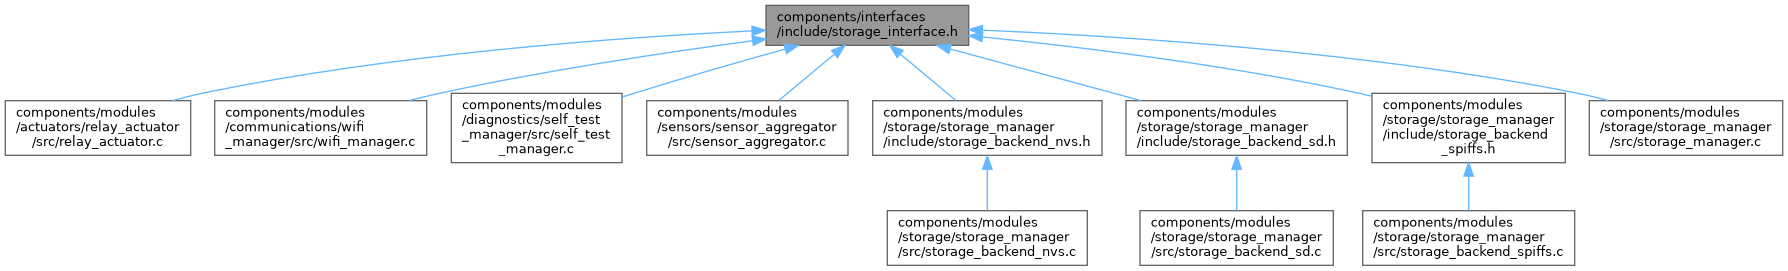 components/interfaces
/include/storage_interface.h
components/modules
/actuators/relay_actuator
/src/relay_actuator.c
components/modules
/communications/wifi
_manager/src/wifi_manager.c
components/modules
/diagnostics/self_test
_manager/src/self_test
_manager.c
components/modules
/sensors/sensor_aggregator
/src/sensor_aggregator.c
components/modules
/storage/storage_manager
/include/storage_backend_nvs.h
components/modules
/storage/storage_manager
/include/storage_backend_sd.h
components/modules
/storage/storage_manager
/include/storage_backend
_spiffs.h
components/modules
/storage/storage_manager
/src/storage_manager.c
components/modules
/storage/storage_manager
/src/storage_backend_nvs.c
components/modules
/storage/storage_manager
/src/storage_backend_sd.c
components/modules
/storage/storage_manager
/src/storage_backend_spiffs.c